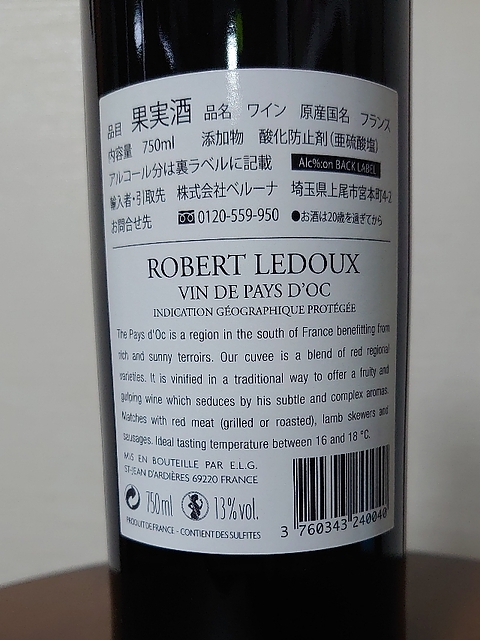 品目 果実酒 品名 ワイン 原産国名 フランス
内容量 750ml 添加物 酸化防止剤(亜硫酸塩)
アルコール分は裏ラベルに記載 Alc%:on BACK LABEL
輸入者・引取先 株式会社ベルーナ 埼玉県上尾市宮本町4-2
お問合せ先 0120-559-950 ●お酒は20歳を過ぎてから
ROBERT LEDOUX
VIN DE PAYS D'OC
INDICATION GÉOGRAPHIQUE PROTÉGÉE
The Pays d'Oc is a region in the south of France benefitting from
rich and sunny terroirs. Our cuvee is a blend of red regional
varieties. It is vinified in a traditional way to offer a fruity and
gulping wine which seduces by his subtle and complex aromas.
Matches with red meat (grilled or roasted), lamb skewers and
sausages. Ideal tasting temperature between 16 and 18 °C.
MIS EN BOUTEILLE PAR E.L.G.
ST-JEAN D'ARDIÈRES 69220 FRANCE
750ml 13% vol.
PRODUIT DE FRANCE - CONTIENT DES SULFITES
3 760343 240040